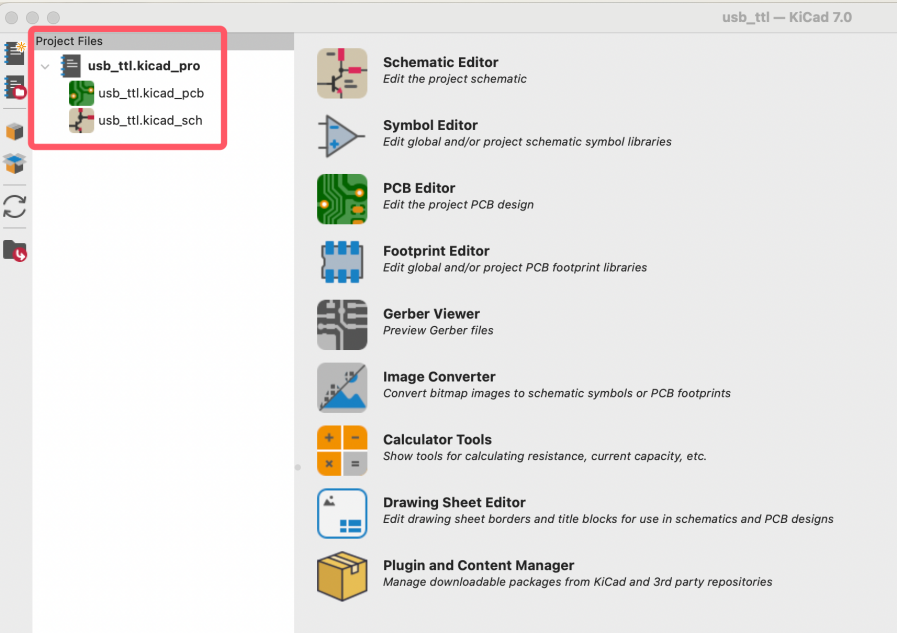 usb_ttl — KiCad 7.0
Project Files
usb_ttl.kicad_pro
usb_ttl.kicad_pcb
usb_ttl.kicad_sch
Schematic Editor
Edit the project schematic
Symbol Editor
Edit global and/or project schematic symbol libraries
PCB Editor
Edit the project PCB design
Footprint Editor
Edit global and/or project PCB footprint libraries
Gerber Viewer
Preview Gerber files
Image Converter
Convert bitmap images to schematic symbols or PCB footprints
Calculator Tools
Show tools for calculating resistance, current capacity, etc.
Drawing Sheet Editor
Edit drawing sheet borders and title blocks for use in schematics and PCB designs
Plugin and Content Manager
Manage downloadable packages from KiCad and 3rd party repositories